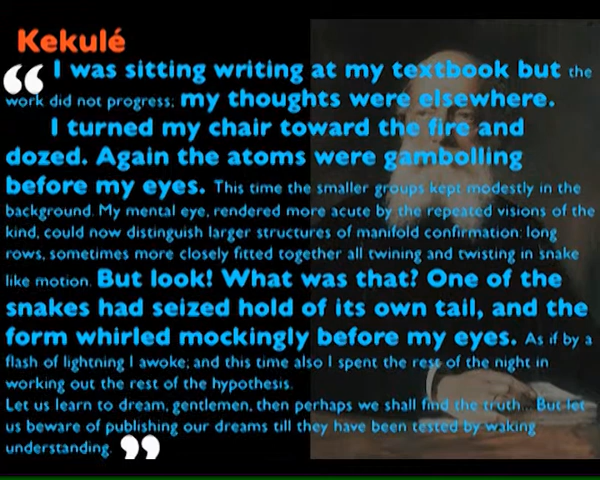 Kekulé
“ I was sitting writing at my textbook but the
work did not progress; my thoughts were elsewhere.
I turned my chair toward the fire and
dozed. Again the atoms were gambolling
before my eyes. This time the smaller groups kept modestly in the
background. My mental eye, rendered more acute by the repeated visions of the
kind, could now distinguish larger structures of manifold confirmation: long
rows, sometimes more closely fitted together all twining and twisting in snake
like motion. But look! What was that? One of the
snakes had seized hold of its own tail, and the
form whirled mockingly before my eyes. As if by a
flash of lightning I awoke; and this time also I spent the rest of the night in
working out the rest of the hypothesis.
Let us learn to dream, gentlemen, then perhaps we shall find the truth... But let
us beware of publishing our dreams till they have been tested by waking
understanding. ”